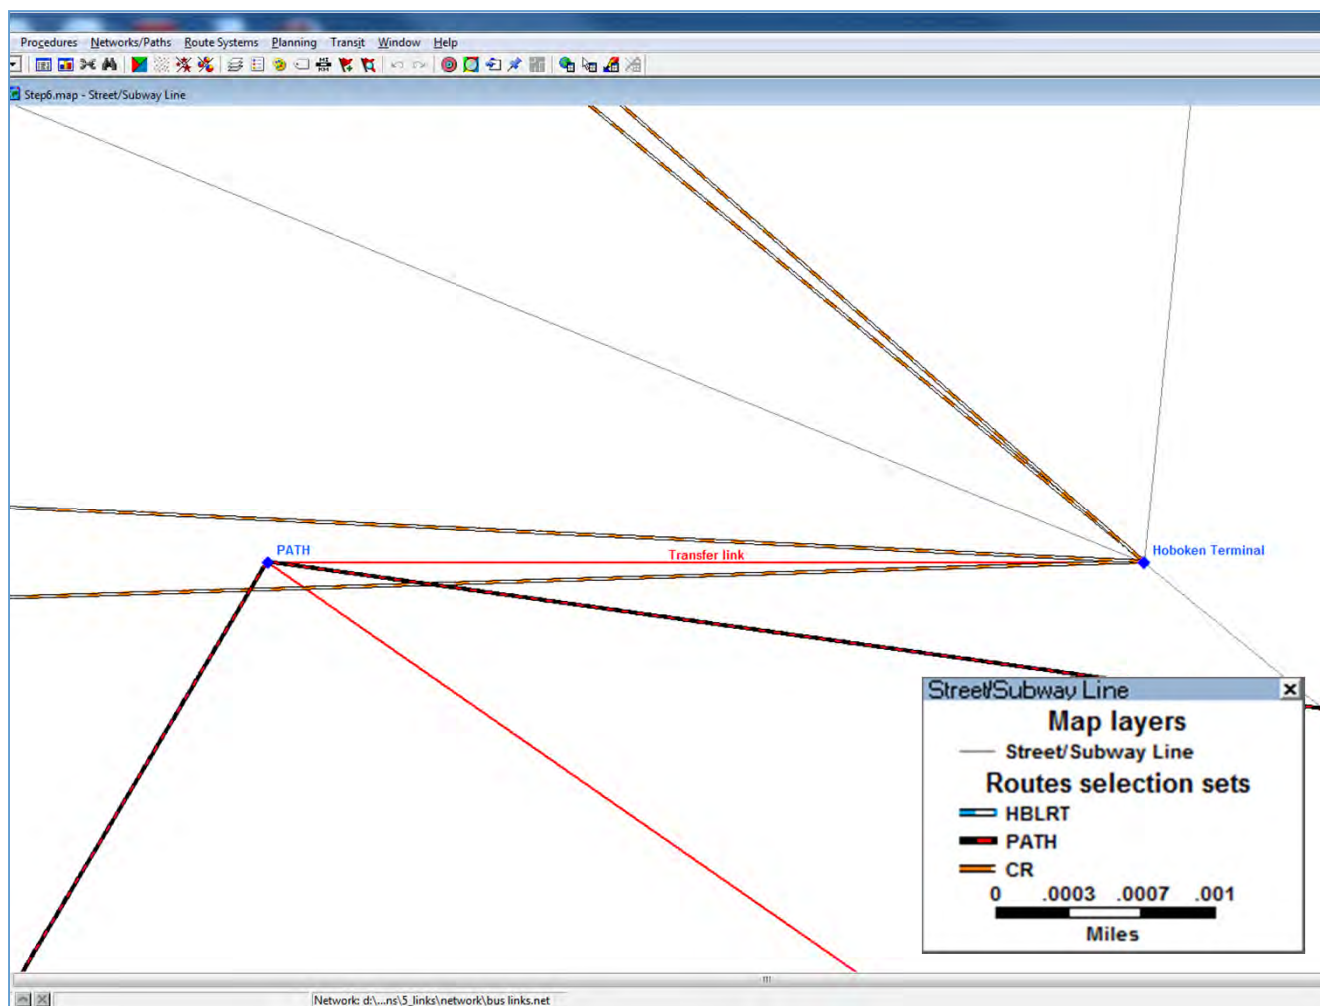 Procedures Networks/Paths Route Systems Planning Transit Window Help
Step6.map - Street/Subway Line
PATH
Transfer link
Hoboken Terminal
Street/Subway Line
Map layers
Street/Subway Line
Routes selection sets
HBLRT
PATH
CR
0 .0003 .0007 .001
Miles
Network: d:\...ns\5_links\network\bus links.net